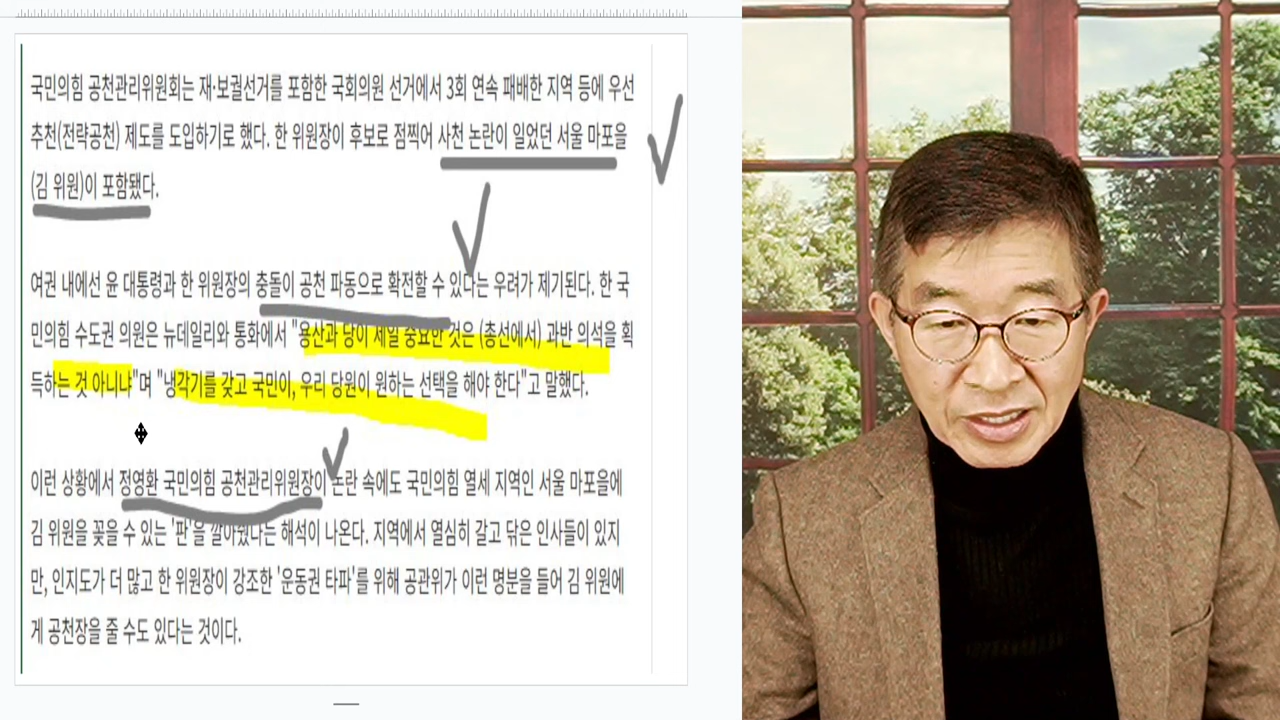 국민의힘 공천관리위원회는 재·보궐선거를 포함한 국회의원 선거에서 3회 연속 패배한 지역 등에 우선
추천(전략공천) 제도를 도입하기로 했다. 한 위원장이 후보로 점찍어 사천 논란이 일었던 서울 마포을
(김 위원)이 포함됐다.
여권 내에선 윤 대통령과 한 위원장의 충돌이 공천 파동으로 확전할 수 있다는 우려가 제기된다. 한 국
민의힘 수도권 의원은 뉴데일리와 통화에서 "용산과 당이 제일 중요한 것은 (총선에서) 과반 의석을 획
득하는 것 아니냐"며 "냉각기를 갖고 국민이, 우리 당원이 원하는 선택을 해야 한다"고 말했다.
이런 상황에서 정영환 국민의힘 공천관리위원장이 논란 속에도 국민의힘 열세 지역인 서울 마포을에
김 위원을 꽂을 수 있는 '판'을 깔아줬다는 해석이 나온다. 지역에서 열심히 갈고 닦은 인사들이 있지
만, 인지도가 더 많고 한 위원장이 강조한 '운동권 타파'를 위해 공관위가 이런 명분을 들어 김 위원에
게 공천장을 줄 수도 있다는 것이다.